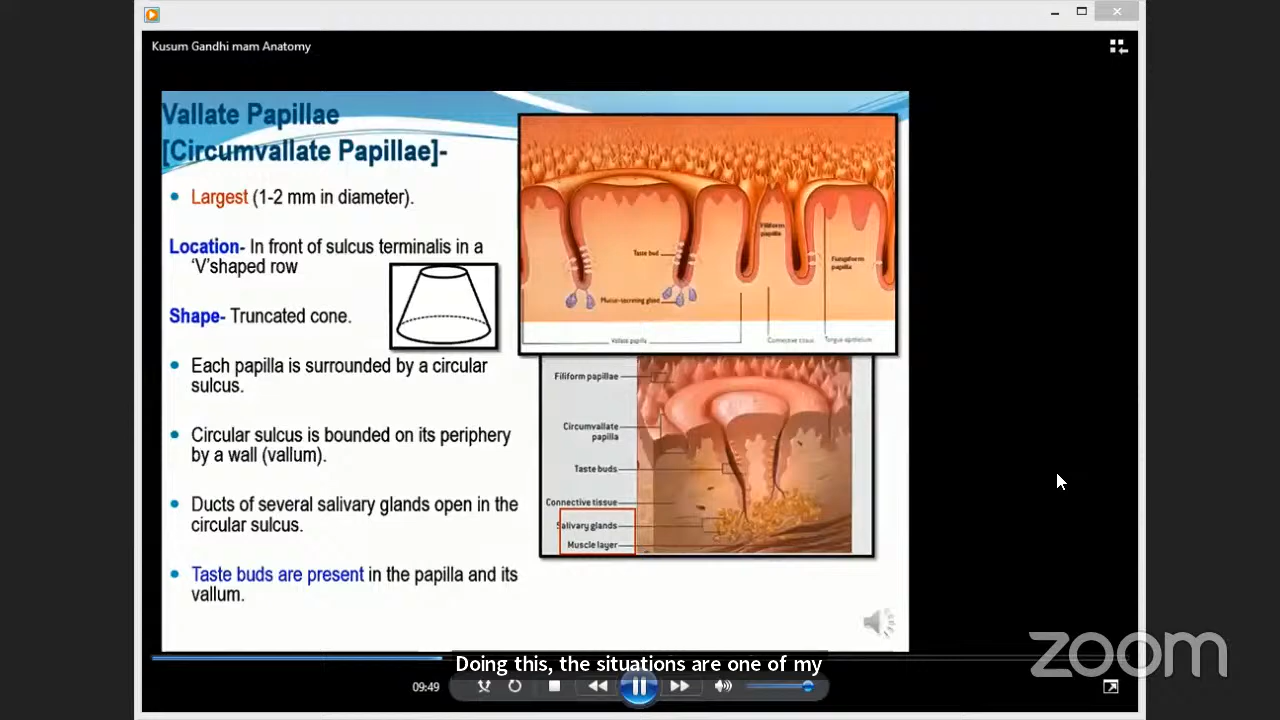 Kusum Gandhi mam Anatomy
Vallate Papillae
[Circumvallate Papillae]-
Largest (1-2 mm in diameter).
Location- In front of sulcus terminalis in a
‘V’shaped row
Shape- Truncated cone.
Each papilla is surrounded by a circular
sulcus.
Circular sulcus is bounded on its periphery
by a wall (vallum).
Ducts of several salivary glands open in the
circular sulcus.
Taste buds are present in the papilla and its
vallum.
Taste bud
Mucur-secreting gland
Filiform
papilla
Fungiform
papilla
Vallate papilla
Connective tissue
Tongue epithelium
Filiform papillae
Circumvallate
papilla
Taste buds
Connective tissue
Salivary glands
Muscle layer
Doing this, the situations are one of my
09:49
zoom